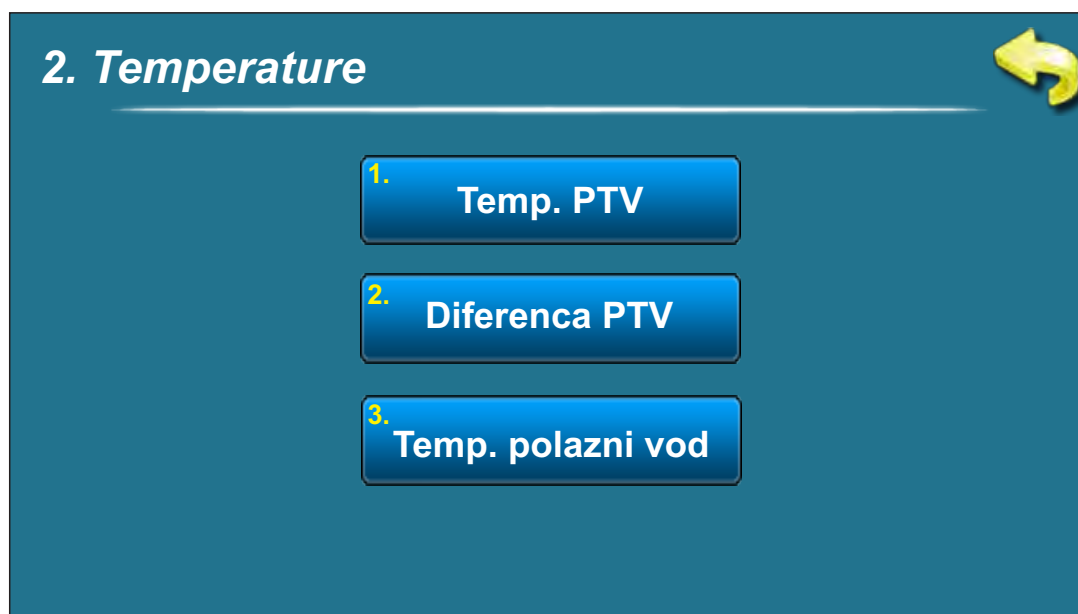 2. Temperature
1.
Temp. PTV
2.
Diferenca PTV
3.
Temp. polazni vod